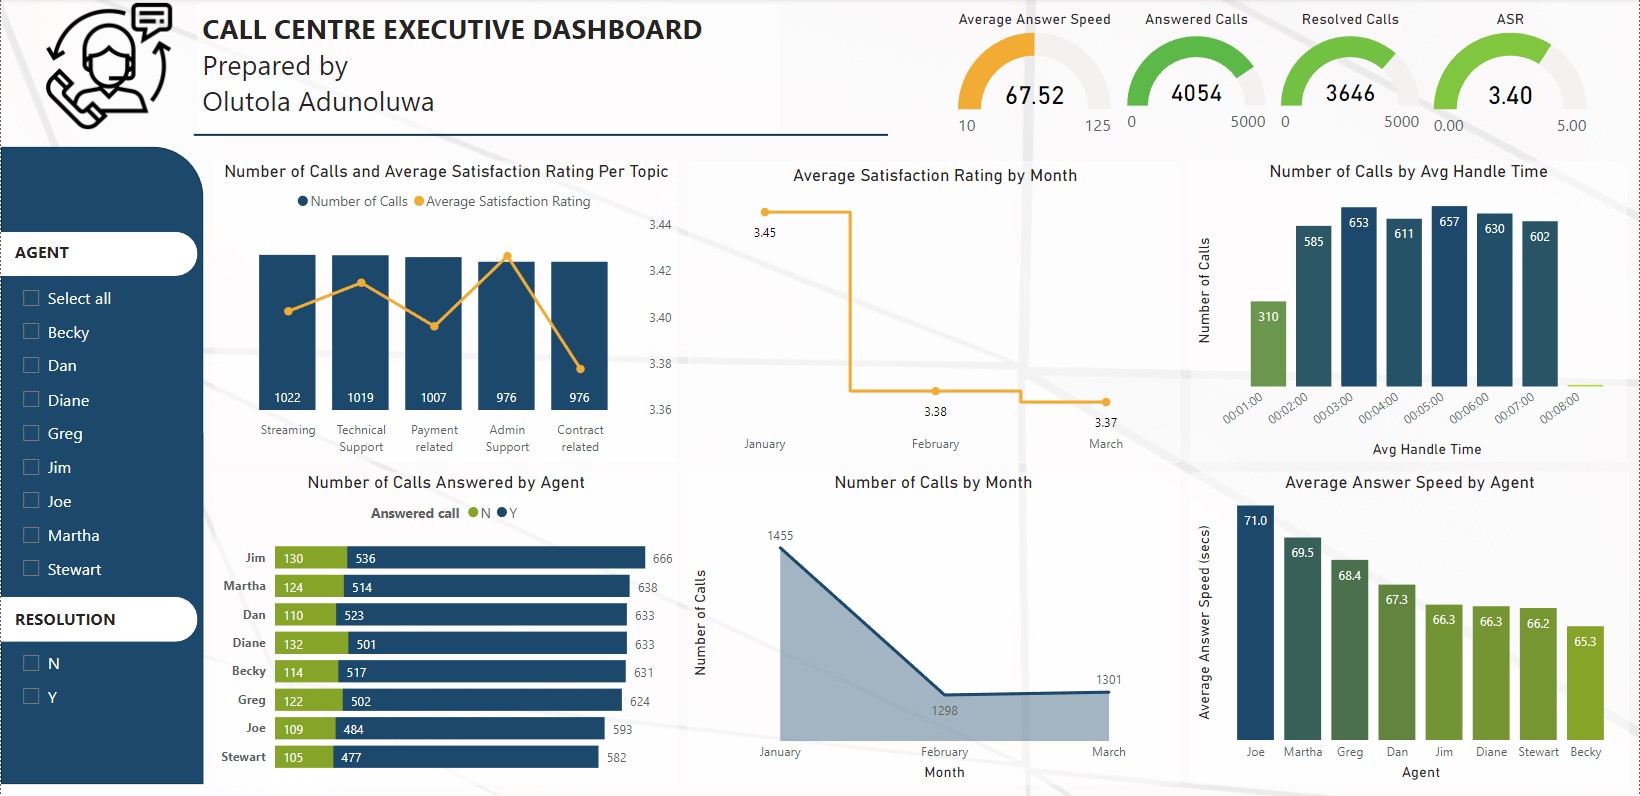 CALL CENTRE EXECUTIVE DASHBOARD
Prepared by
Olutola Adunoluwa
Average Answer Speed
67.52
10 125
Answered Calls
4054
0 5000
Resolved Calls
3646
0 5000
ASR
3.40
0.00 5.00
AGENT
Select all
Becky
Dan
Diane
Greg
Jim
Joe
Martha
Stewart
RESOLUTION
N
Y
Number of Calls and Average Satisfaction Rating Per Topic
Number of Calls Average Satisfaction Rating
3.44
3.42
3.40
3.38
3.36
1022 1019 1007 976 976
Streaming Technical Support Payment related Admin Support Contract related
Average Satisfaction Rating by Month
3.45
3.38
3.37
January February March
Number of Calls by Avg Handle Time
Number of Calls
310 585 653 611 657 630 602
00:01:00 00:02:00 00:03:00 00:04:00 00:05:00 00:06:00 00:07:00 00:08:00
Avg Handle Time
Number of Calls Answered by Agent
Answered call N Y
Jim 130 536 666
Martha 124 514 638
Dan 110 523 633
Diane 132 501 633
Becky 114 517 631
Greg 122 502 624
Joe 109 484 593
Stewart 105 477 582
Number of Calls by Month
Number of Calls
1455
1298
1301
January February March
Month
Average Answer Speed by Agent
Average Answer Speed (secs)
71.0 69.5 68.4 67.3 66.3 66.3 66.2 65.3
Joe Martha Greg Dan Jim Diane Stewart Becky
Agent